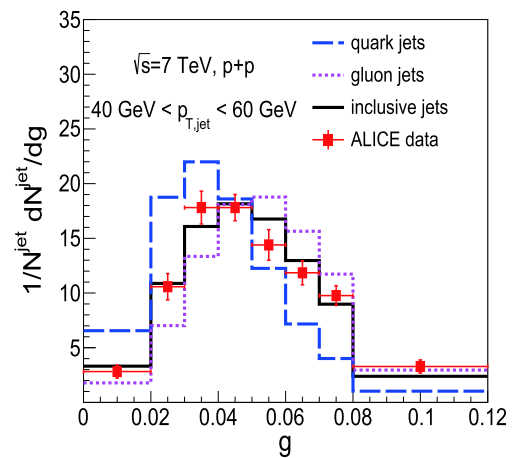 35
30
25
20
15
10
5
1/N^jet dN^jet/dg
√s=7 TeV, p+p
40 GeV < p_T,jet < 60 GeV
quark jets
gluon jets
inclusive jets
ALICE data
0 0.02 0.04 0.06 0.08 0.1 0.12
g